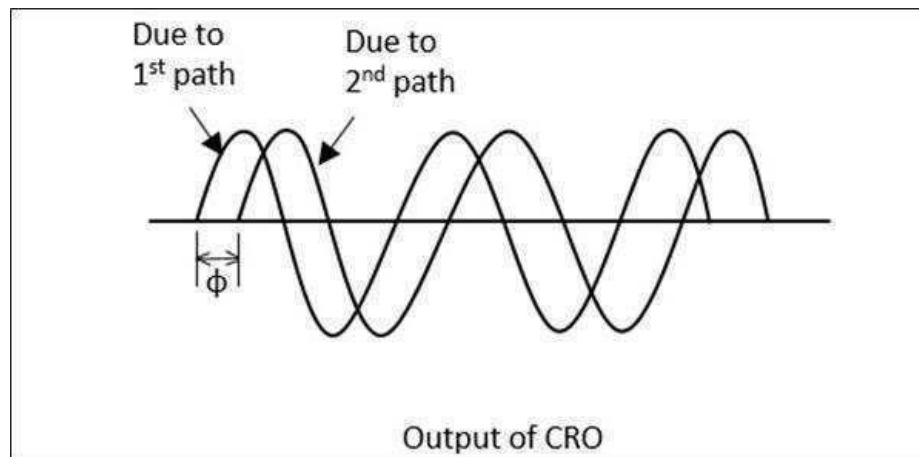 Due to
1st path
Due to
2nd path
ϕ
Output of CRO